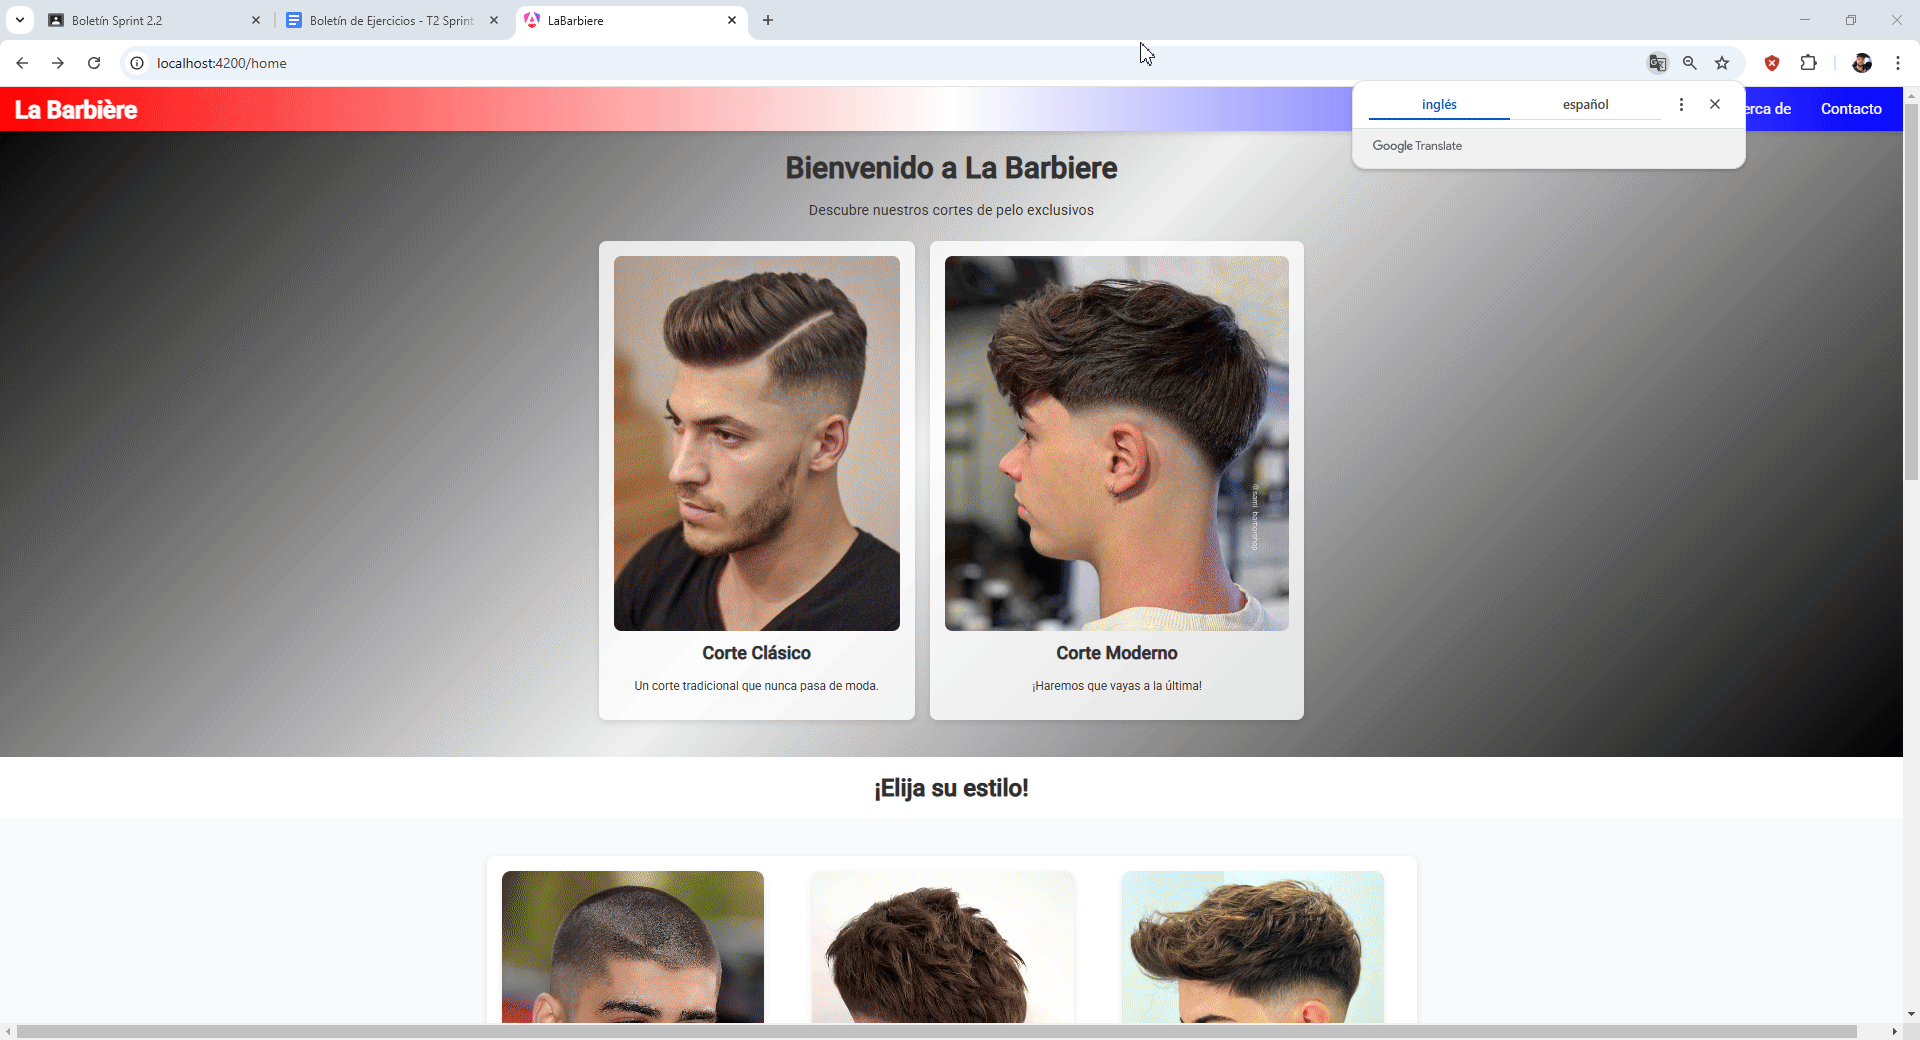 Boletín Sprint 2.2
Boletín de Ejercicios - T2 Sprint
LaBarbiere
localhost:4200/home
inglés
español
Google Translate
La Barbière
erca de
Contacto
Bienvenido a La Barbiere
Descubre nuestros cortes de pelo exclusivos
@sami_barbershop
Corte Clásico
Corte Moderno
Un corte tradicional que nunca pasa de moda.
¡Haremos que vayas a la última!
¡Elija su estilo!